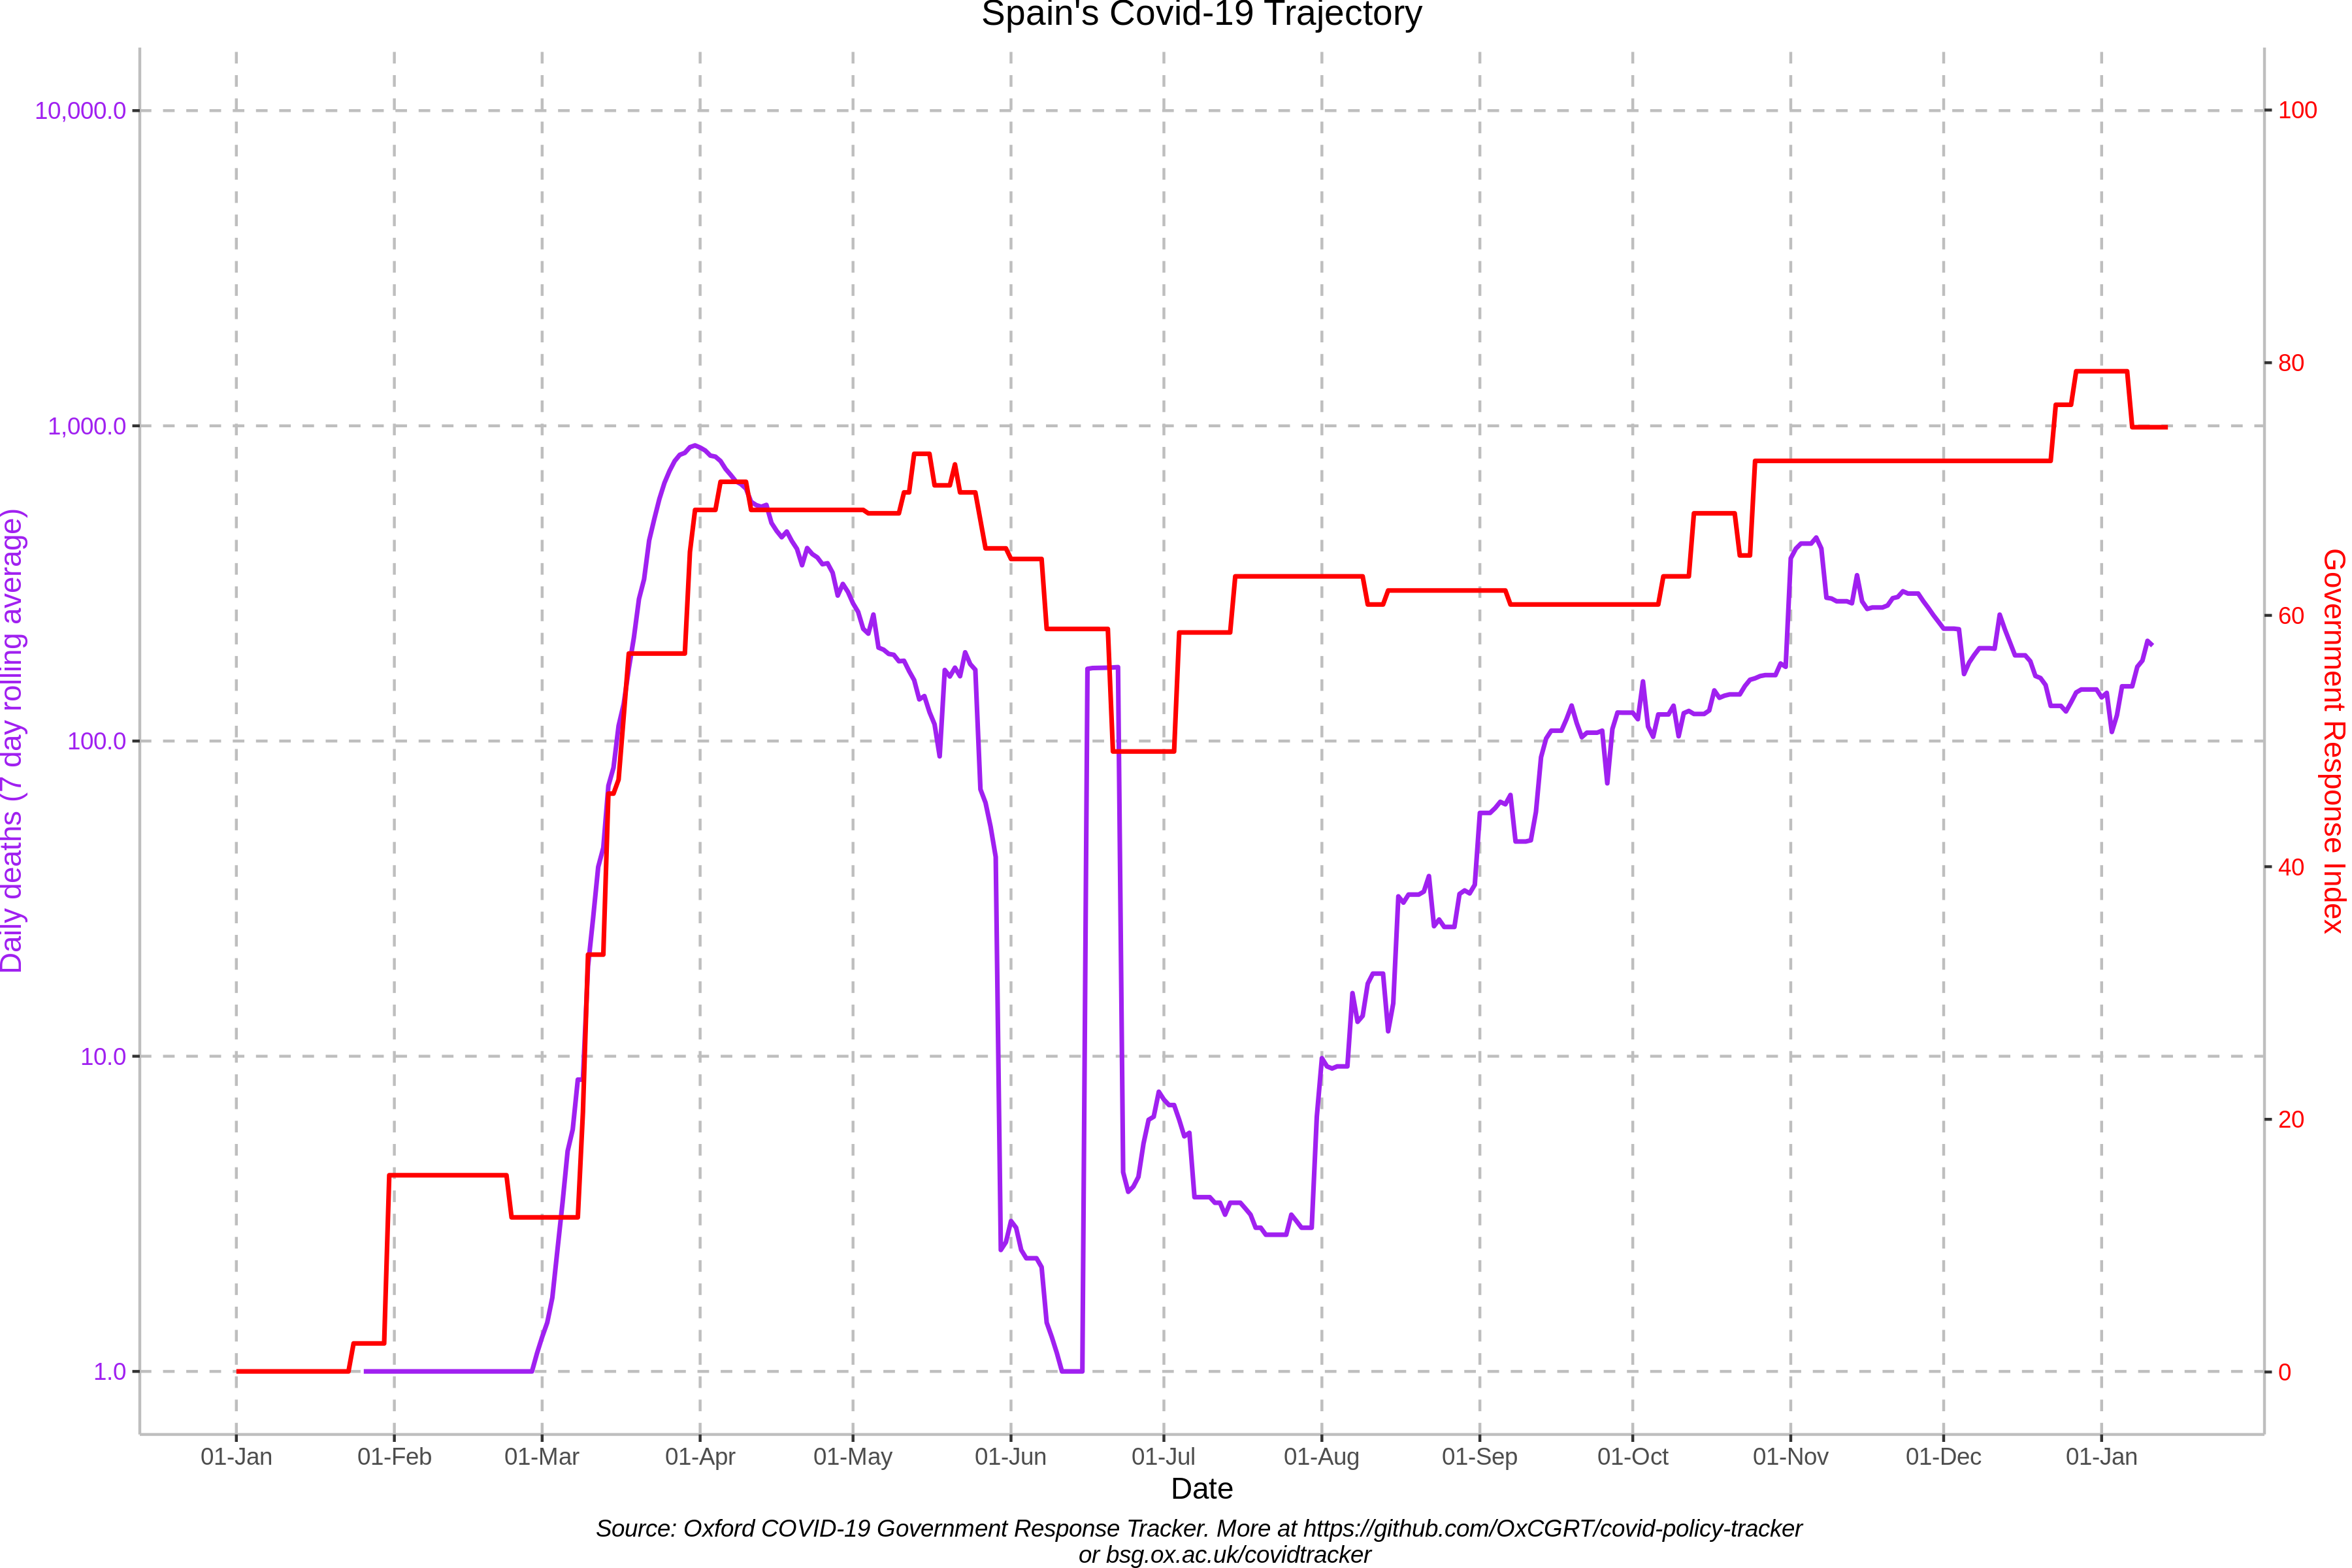 Spain's Covid-19 Trajectory
10,000.0
1,000.0
100.0
10.0
1.0
Daily deaths (7 day rolling average)
100
80
60
40
20
0
Government Response Index
01-Jan
01-Feb
01-Mar
01-Apr
01-May
01-Jun
01-Jul
01-Aug
01-Sep
01-Oct
01-Nov
01-Dec
01-Jan
Date
Source: Oxford COVID-19 Government Response Tracker. More at https://github.com/OxCGRT/covid-policy-tracker
or bsg.ox.ac.uk/covidtracker